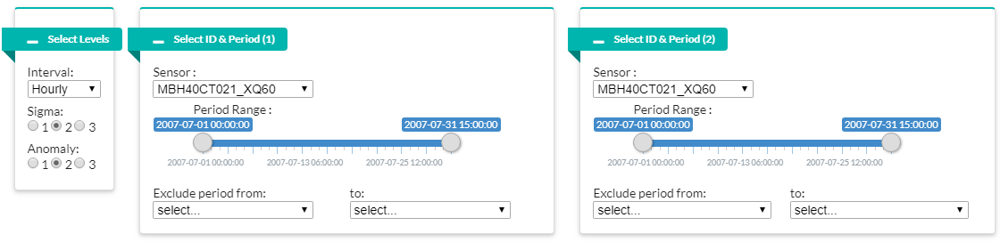 Select Levels
Interval:
Hourly
Sigma:
1 2 3
Anomaly:
1 2 3
Select ID & Period (1)
Sensor :
MBH40CT021_XQ60
Period Range :
2007-07-01 00:00:00 2007-07-31 15:00:00
2007-07-01 00:00:00 2007-07-13 06:00:00 2007-07-25 12:00:00
Exclude period from: to:
select... select...
Select ID & Period (2)
Sensor :
MBH40CT021_XQ60
Period Range :
2007-07-01 00:00:00 2007-07-31 15:00:00
2007-07-01 00:00:00 2007-07-13 06:00:00 2007-07-25 12:00:00
Exclude period from: to:
select... select...